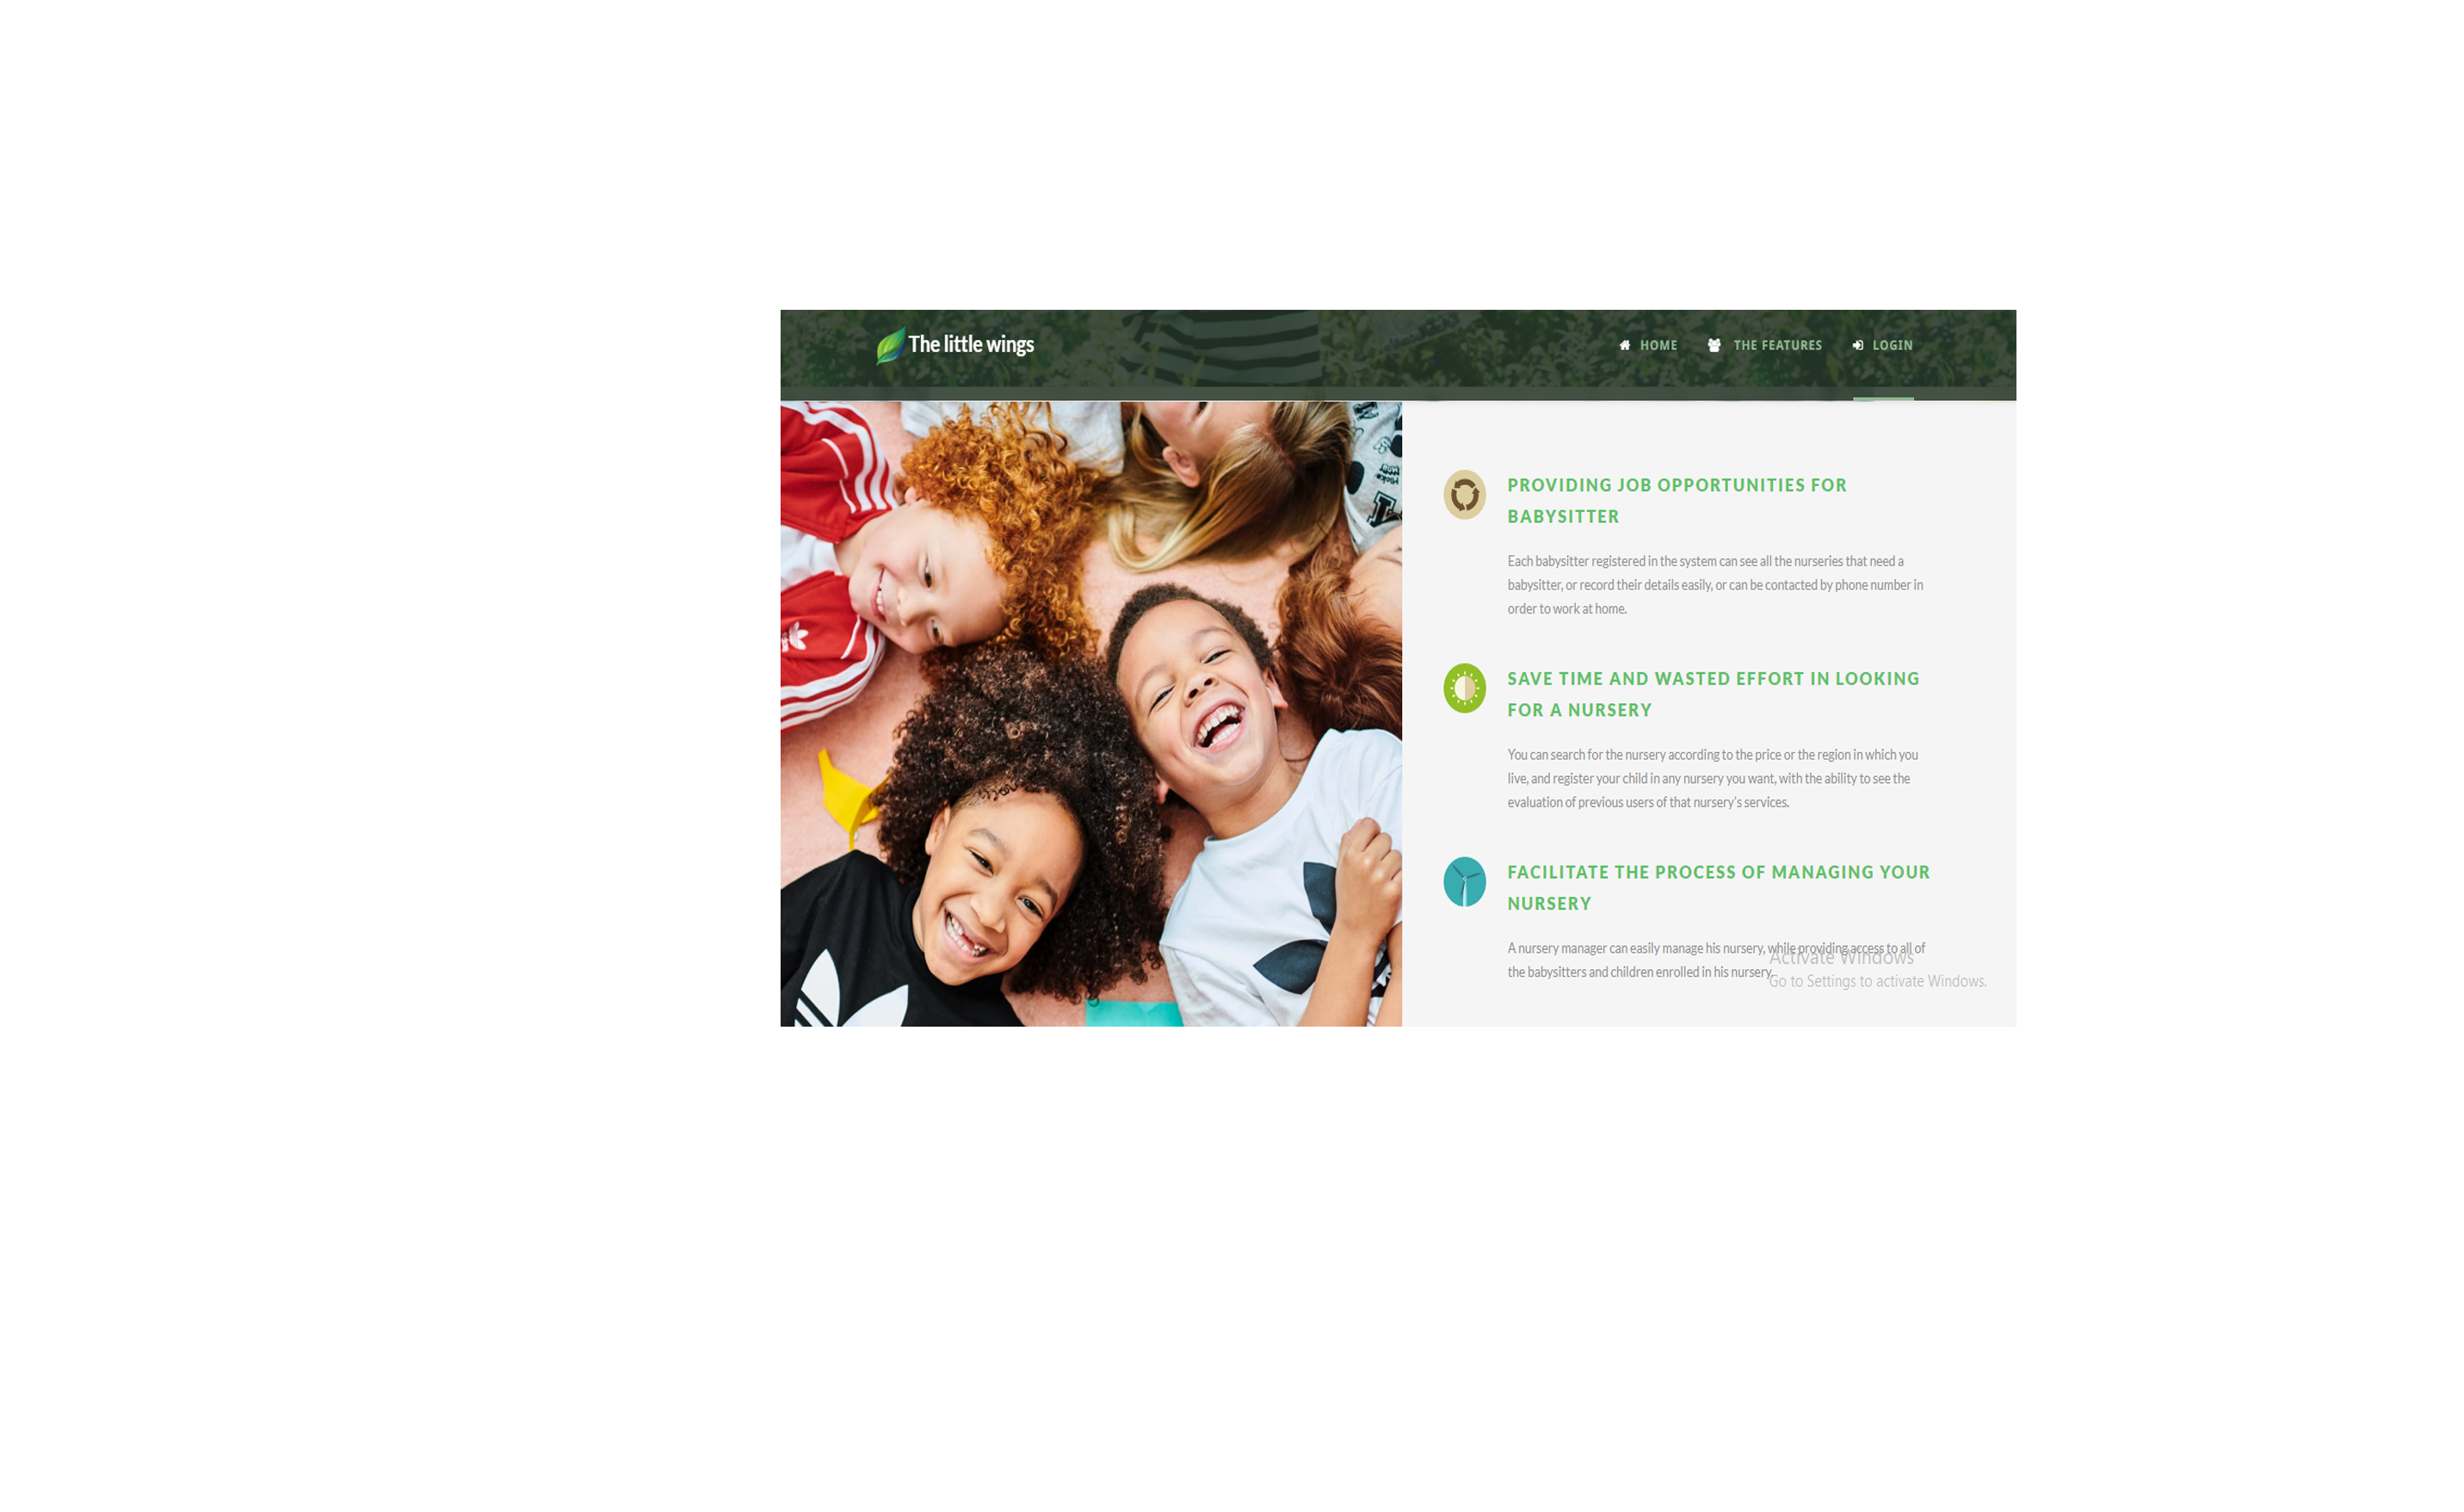 The little wings
HOME THE FEATURES LOGIN
PROVIDING JOB OPPORTUNITIES FOR
BABYSITTER
Each babysitter registered in the system can see all the nurseries that need a
babysitter, or record their details easily, or can be contacted by phone number in
order to work at home.
SAVE TIME AND WASTED EFFORT IN LOOKING
FOR A NURSERY
You can search for the nursery according to the price or the region in which you
live, and register your child in any nursery you want, with the ability to see the
evaluation of previous users of that nursery's services.
FACILITATE THE PROCESS OF MANAGING YOUR
NURSERY
A nursery manager can easily manage his nursery, while providing access to all of
the babysitters and children enrolled in his nursery.
Activate Windows
Go to Settings to activate Windows.